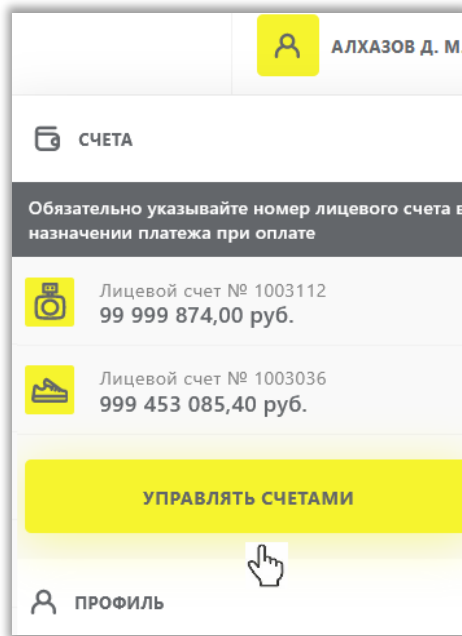 АЛХАЗОВ Д. М.
СЧЕТА
Обязательно указывайте номер лицевого счета в
назначении платежа при оплате
Лицевой счет № 1003112
99 999 874,00 руб.
Лицевой счет № 1003036
999 453 085,40 руб.
УПРАВЛЯТЬ СЧЕТАМИ
ПРОФИЛЬ